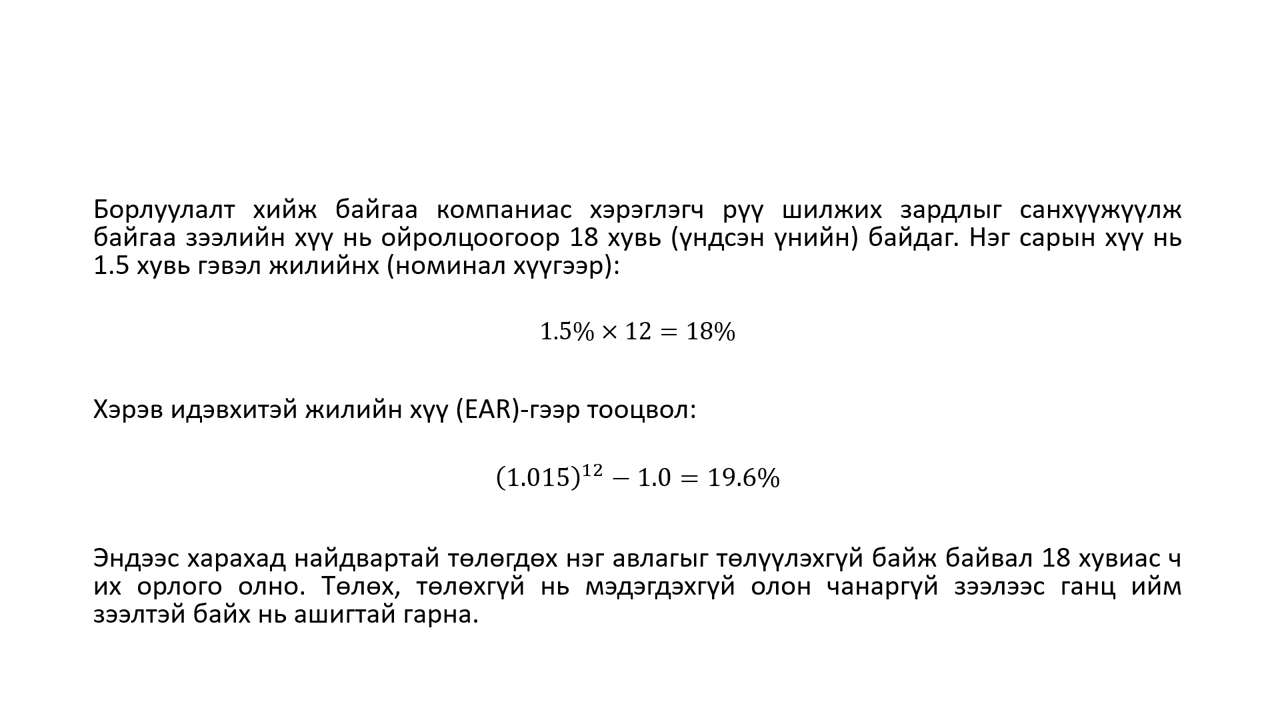 Борлуулалт хийж байгаа компаниас хэрэглэгч рүү шилжих зардлыг санхүүжүүлж
байгаа зээлийн хүү нь ойролцоогоор 18 хувь (үндсэн үнийн) байдаг. Нэг сарын хүү нь
1.5 хувь гэвэл жилийнх (номинал хүүгээр):
1.5% × 12 = 18%
Хэрэв идэвхитэй жилийн хүү (EAR)-гээр тооцвол:
(1.015)¹² − 1.0 = 19.6%
Эндээс харахад найдвартай төлөгдөх нэг авлагыг төлүүлэхгүй байж байвал 18 хувиас ч
их орлого олно. Төлөх, төлөхгүй нь мэдэгдэхгүй олон чанаргүй зээлээс ганц ийм
зээлтэй байх нь ашигтай гарна.